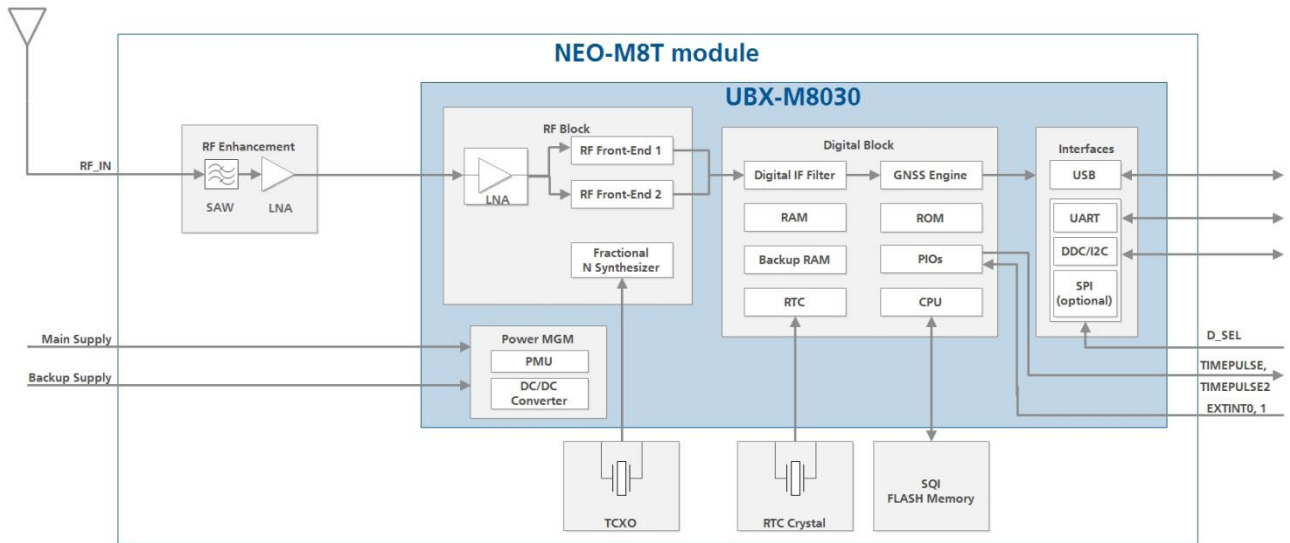 NEO-M8T module
UBX-M8030
RF_IN
RF Enhancement
SAW
LNA
RF Block
LNA
RF Front-End 1
RF Front-End 2
Fractional
N Synthesizer
Digital Block
Digital IF Filter
GNSS Engine
RAM
ROM
Backup RAM
PIOs
RTC
CPU
Interfaces
USB
UART
DDC/I2C
SPI
(optional)
Main Supply
Backup Supply
Power MGM
PMU
DC/DC
Converter
D_SEL
TIMEPULSE,
TIMEPULSE2
EXTINT0, 1
TCXO
RTC Crystal
SQI
FLASH Memory